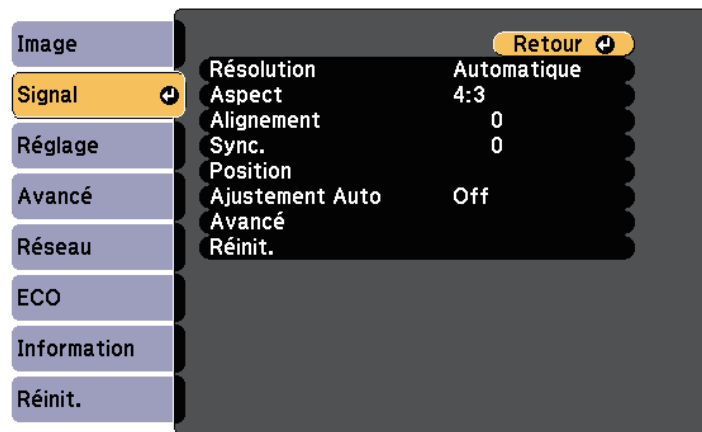 Image
Signal
Réglage
Avancé
Réseau
ECO
Information
Réinit.
Retour
Résolution Automatique
Aspect 4:3
Alignement 0
Sync. 0
Position
Ajustement Auto Off
Avancé
Réinit.